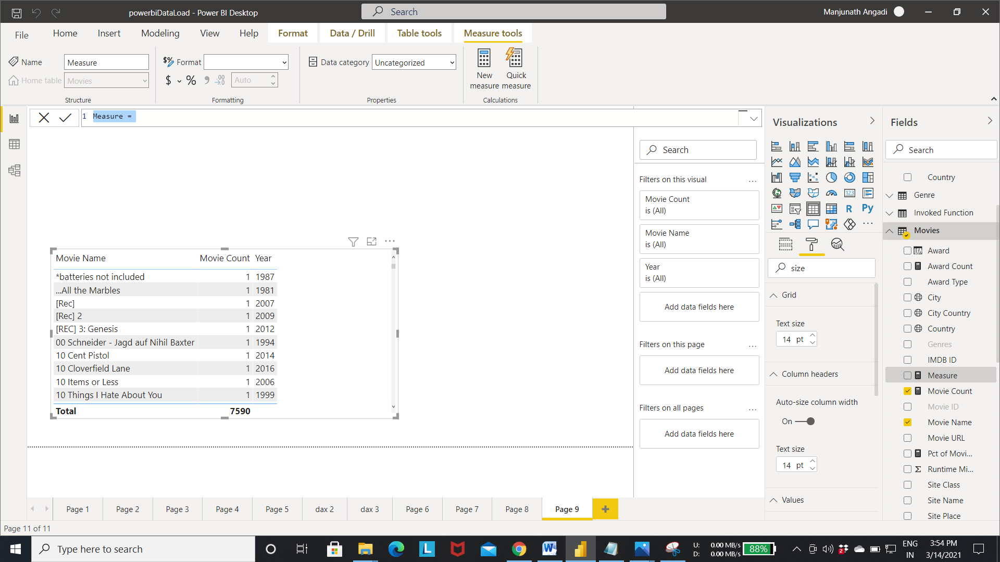 powerbiDataLoad - Power BI Desktop
Search
Manjunath Angadi
File
Home
Insert
Modeling
View
Help
Format
Data / Drill
Table tools
Measure tools
Name
Measure
Home table
Movies
Structure
Format
$ %
Auto
Formatting
Data category
Uncategorized
Properties
New measure
Quick measure
Calculations
1 Measure =
Movie Name Movie Count Year
*batteries not included 1 1987
...All the Marbles 1 1981
[Rec] 1 2007
[Rec] 2 1 2009
[REC] 3: Genesis 1 2012
00 Schneider - Jagd auf Nihil Baxter 1 1994
10 Cent Pistol 1 2014
10 Cloverfield Lane 1 2016
10 Items or Less 1 2006
10 Things I Hate About You 1 1999
Total 7590
Search
Filters on this visual
Movie Count
is (All)
Movie Name
is (All)
Year
is (All)
Add data fields here
Filters on this page
Add data fields here
Filters on all pages
Add data fields here
Visualizations
123
R
Py
size
Grid
Text size
14 pt
Column headers
Auto-size column width
On
Text size
14 pt
Values
Fields
Search
Country
Genre
Invoked Function
Movies
Award
Award Count
Award Type
City
City Country
Country
Genres
IMDB ID
Measure
Movie Count
Movie ID
Movie Name
Movie URL
Pct of Movi...
Runtime Mi...
Site Class
Site Name
Site Place
Page 1
Page 2
Page 3
Page 4
Page 5
dax 2
dax 3
Page 6
Page 7
Page 8
Page 9
Page 11 of 11
Type here to search
U: 0.00 MB/s
D: 0.00 MB/s
88%
ENG
IN
3:54 PM
3/14/2021